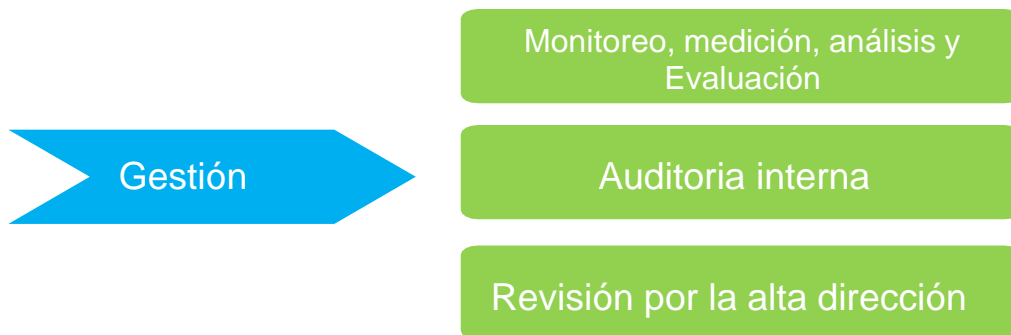 Monitoreo, medición, análisis y
Evaluación
Gestión
Auditoria interna
Revisión por la alta dirección